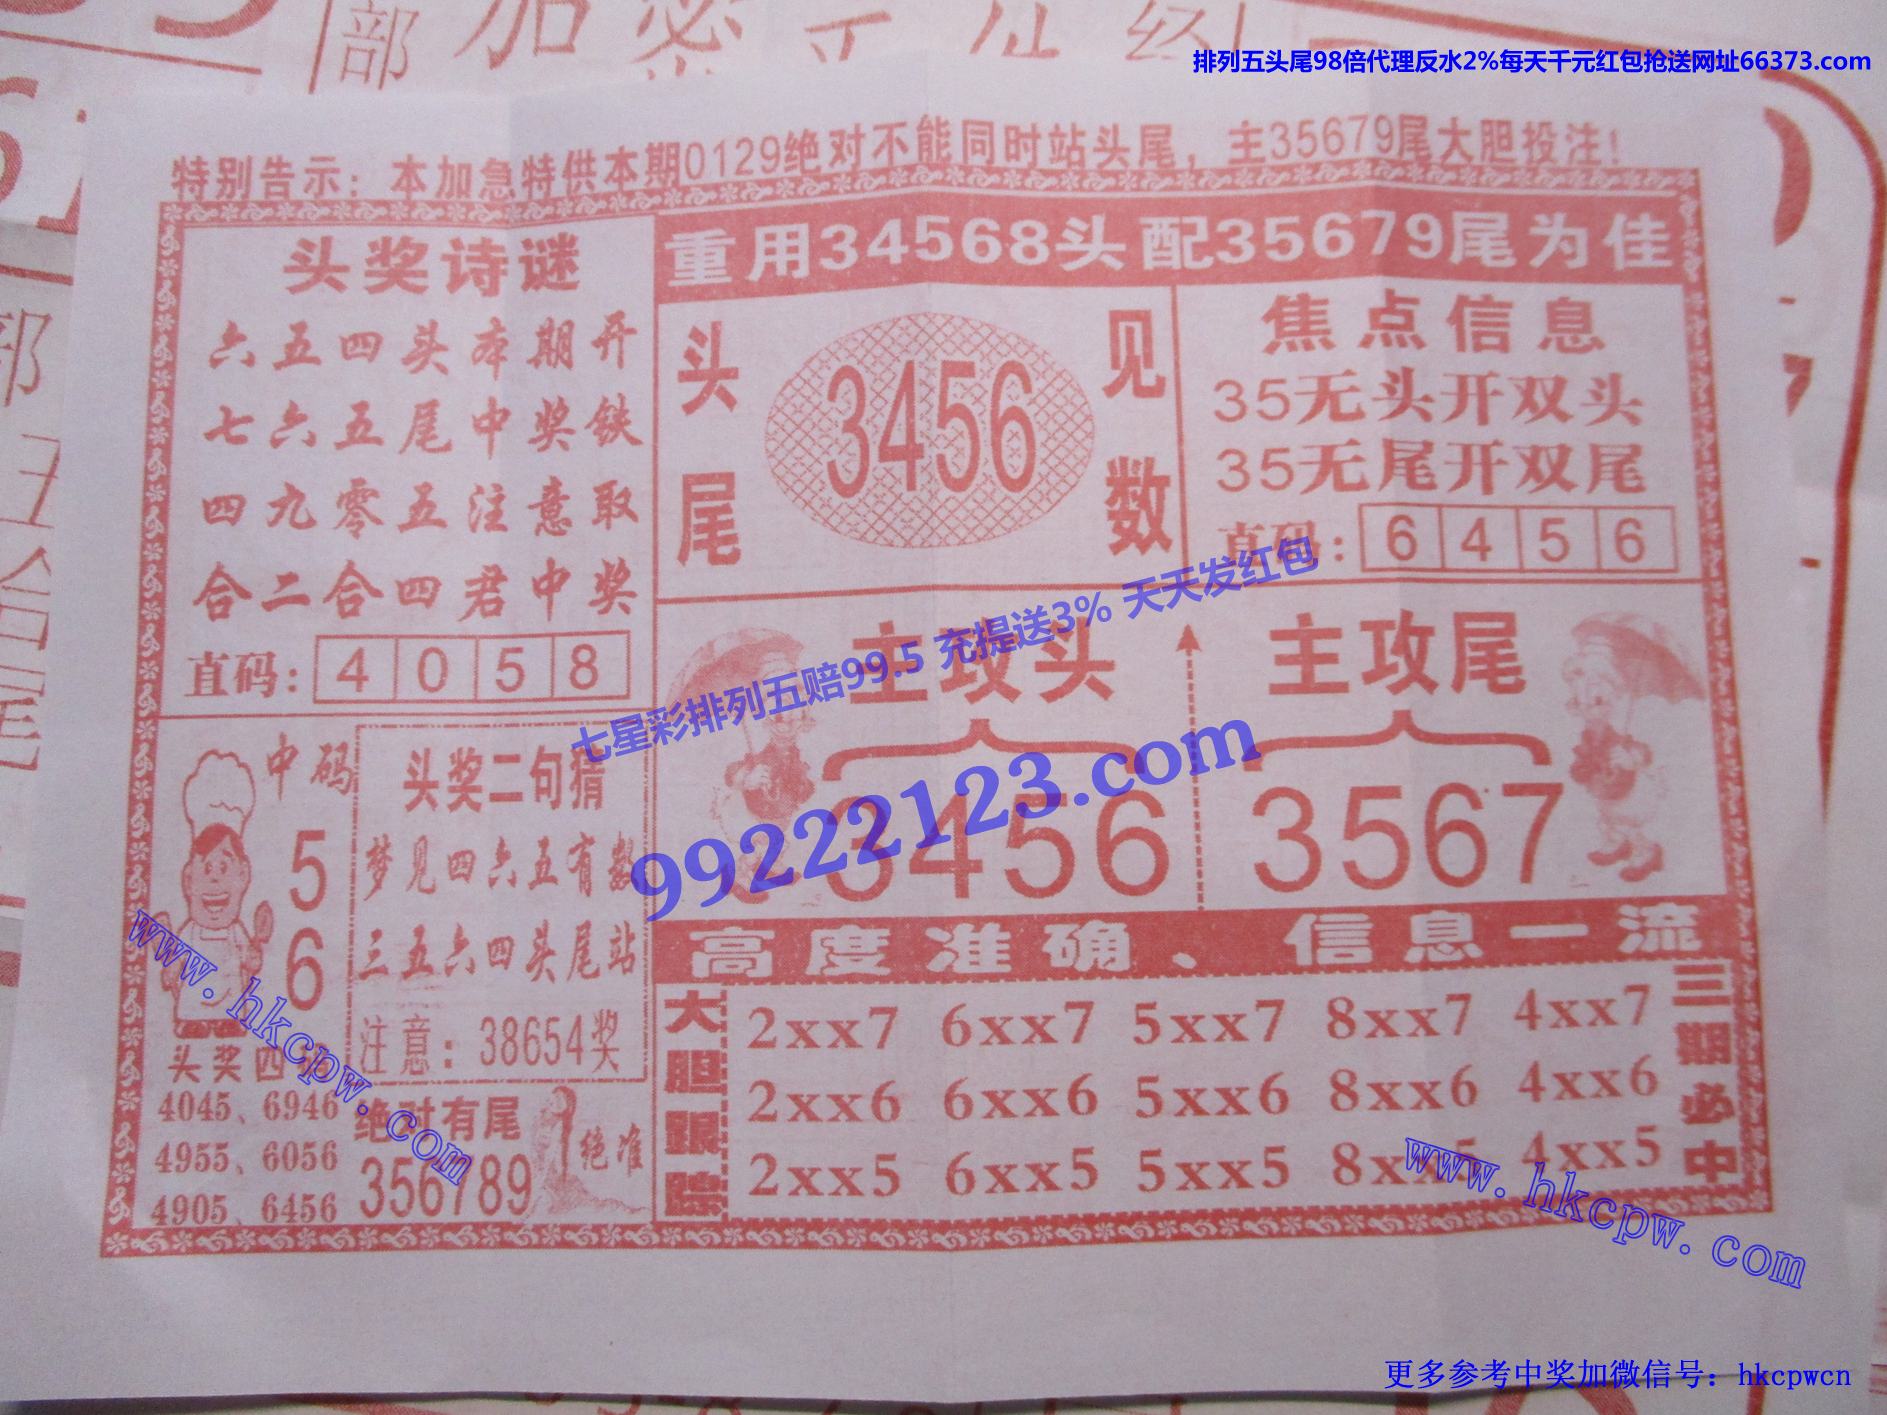 部 加密
经
排列五头尾98倍代理反水2%每天千元红包抢送网址66373.com
特别告示：本加急特供本期0129绝对不能同时站头尾，主35679尾大胆投注！
头奖诗谜
六五四头本期开
七六五尾中奖铁
四九零五注意取
合二合四君中奖
直码：4058
重用34568头配35679尾为佳
头尾
3456
见数
焦点信息
35无头开双头
35无尾开双尾
直码：6456
七星彩排列五赔99.5 充提送3% 天天发红包
99222123.com
主攻头
3456
主攻尾
3567
中码
5
6
头奖四码
4045、6946
4955、6056
4905、6456
头奖二句猜
梦见四六五有数
三五六四头尾站
注意：38654奖
绝对有尾
356789
绝准
高度准确、信息一流
大胆跟踪
2xx7 6xx7 5xx7 8xx7 4xx7
2xx6 6xx6 5xx6 8xx6 4xx6
2xx5 6xx5 5xx5 8xx5 4xx5
三期必中
www.hkcpw.com
www.hkcpw.com
更多参考中奖加微信号：hkcpwcn